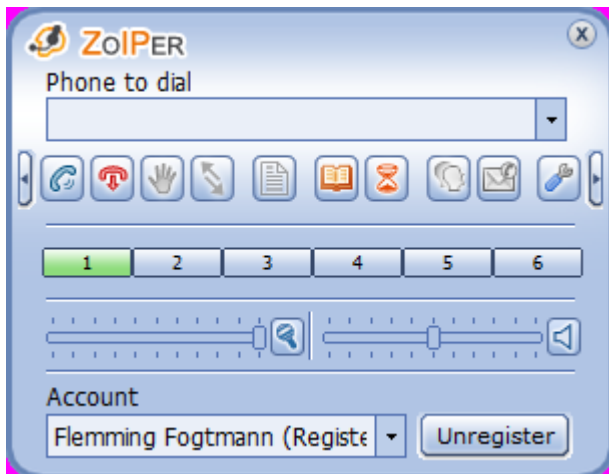 ZoIPER
Phone to dial
1 2 3 4 5 6
Account
Flemming Fogtmann (Registe
Unregister